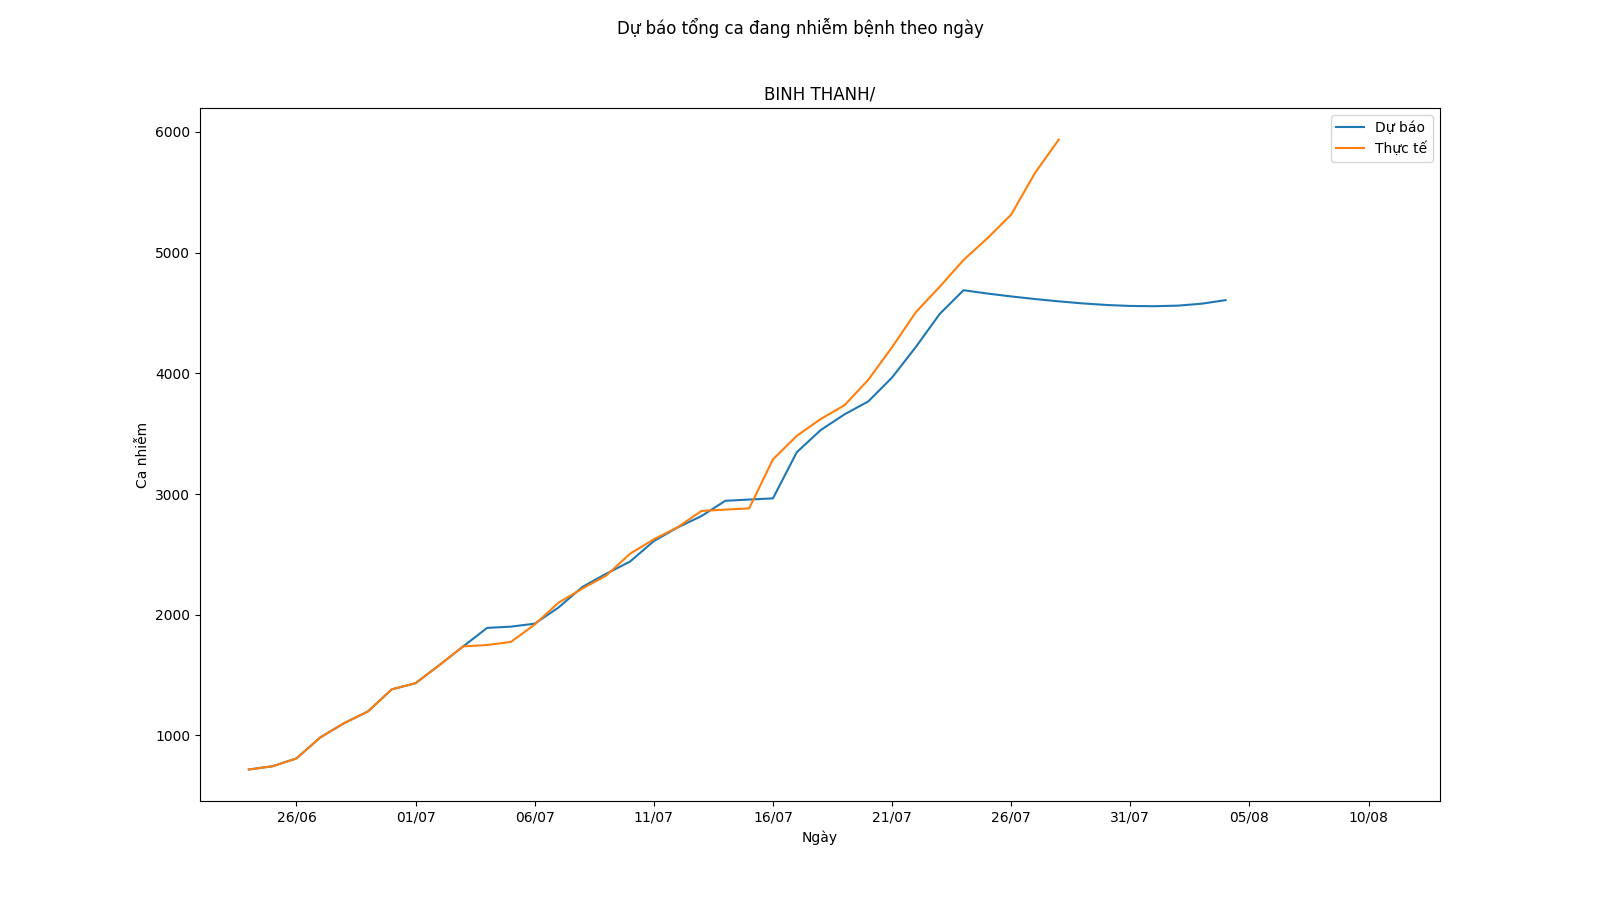 Dự báo tổng ca đang nhiễm bệnh theo ngày
BINH THANH/
Dự báo
Thực tế
6000
5000
4000
3000
2000
1000
Ca nhiễm
26/06 01/07 06/07 11/07 16/07 21/07 26/07 31/07 05/08 10/08
Ngày